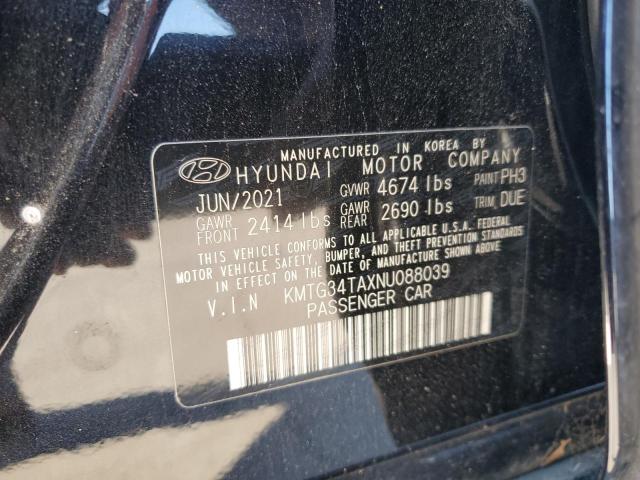 MANUFACTURED IN KOREA BY
HYUNDAI MOTOR COMPANY
JUN/2021 GVWR 4674 lbs PAINT PH3
GAWR FRONT 2414 lbs GAWR REAR 2690 lbs TRIM DUE
THIS VEHICLE CONFORMS TO ALL APPLICABLE U.S.A. FEDERAL
MOTOR VEHICLE SAFETY, BUMPER, AND THEFT PREVENTION
STANDARDS IN EFFECT ON THE DATE OF MANUFACTURE SHOWN ABOVE
V.I.N KMTG34TAXNU088039
PASSENGER CAR